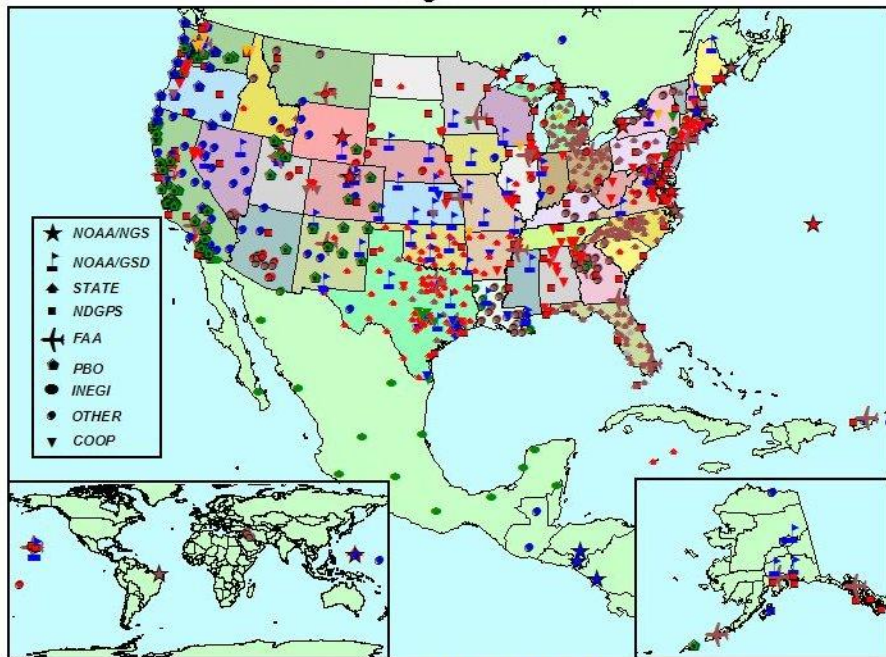 NOAA/NGS
NOAA/GSD
STATE
NDGPS
FAA
PBO
INEGI
OTHER
COOP